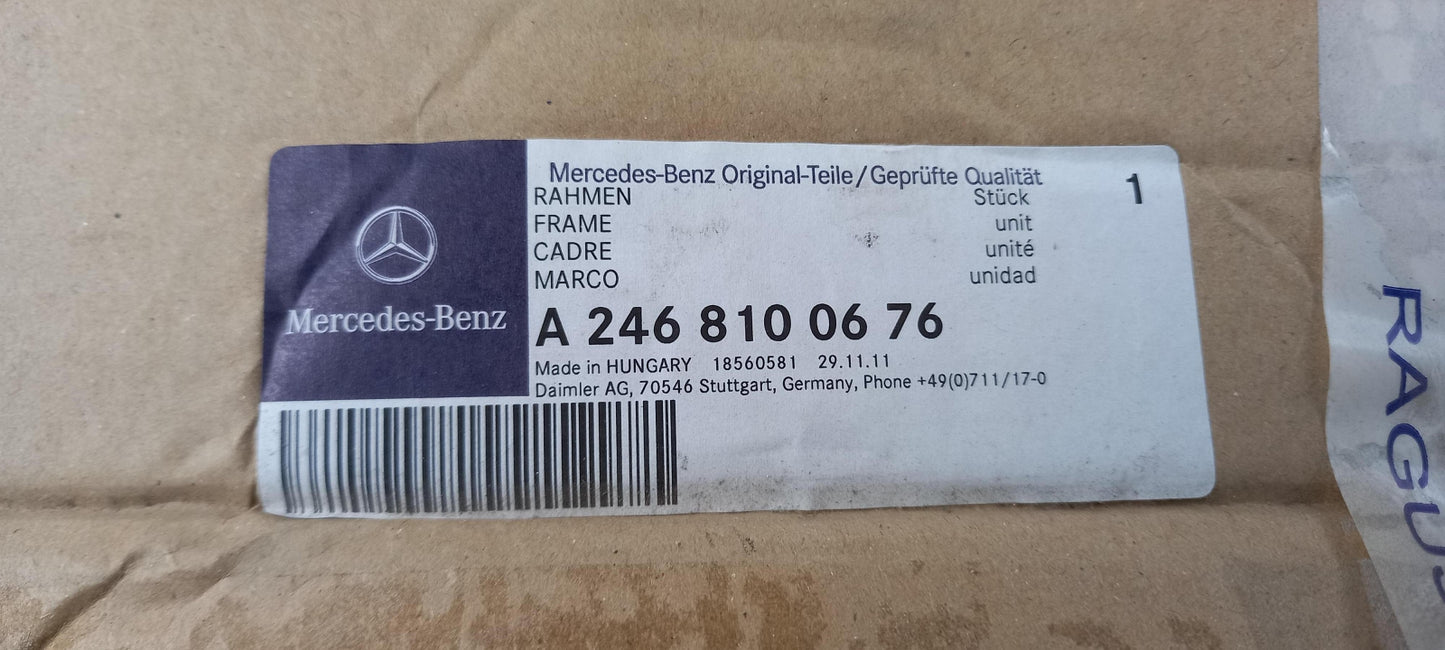 Mercedes-Benz
Mercedes-Benz Original-Teile/Geprüfte Qualität
RAHMEN Stück 1
FRAME unit
CADRE unité
MARCO unidad
A 246 810 06 76
Made in HUNGARY 18560581 29.11.11
Daimler AG, 70546 Stuttgart, Germany, Phone +49(0)711/17-0